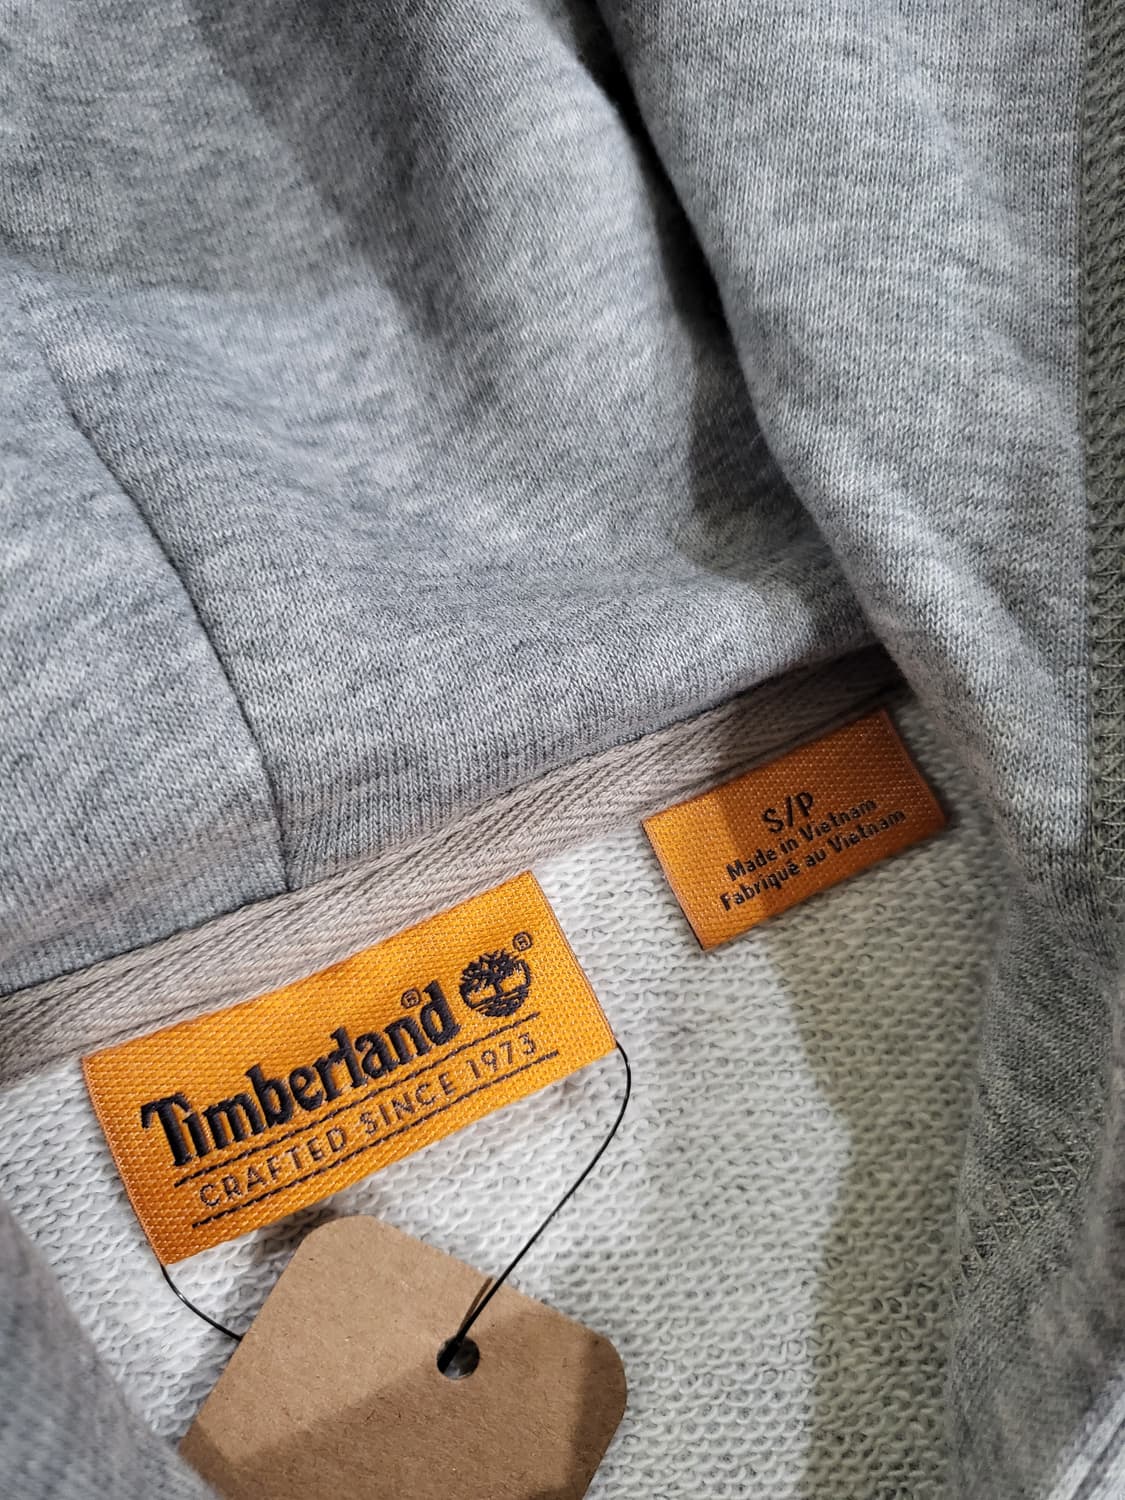 Timberland®
®
CRAFTED SINCE 1973
S/P
Made in Vietnam
Fabriqué au Vietnam